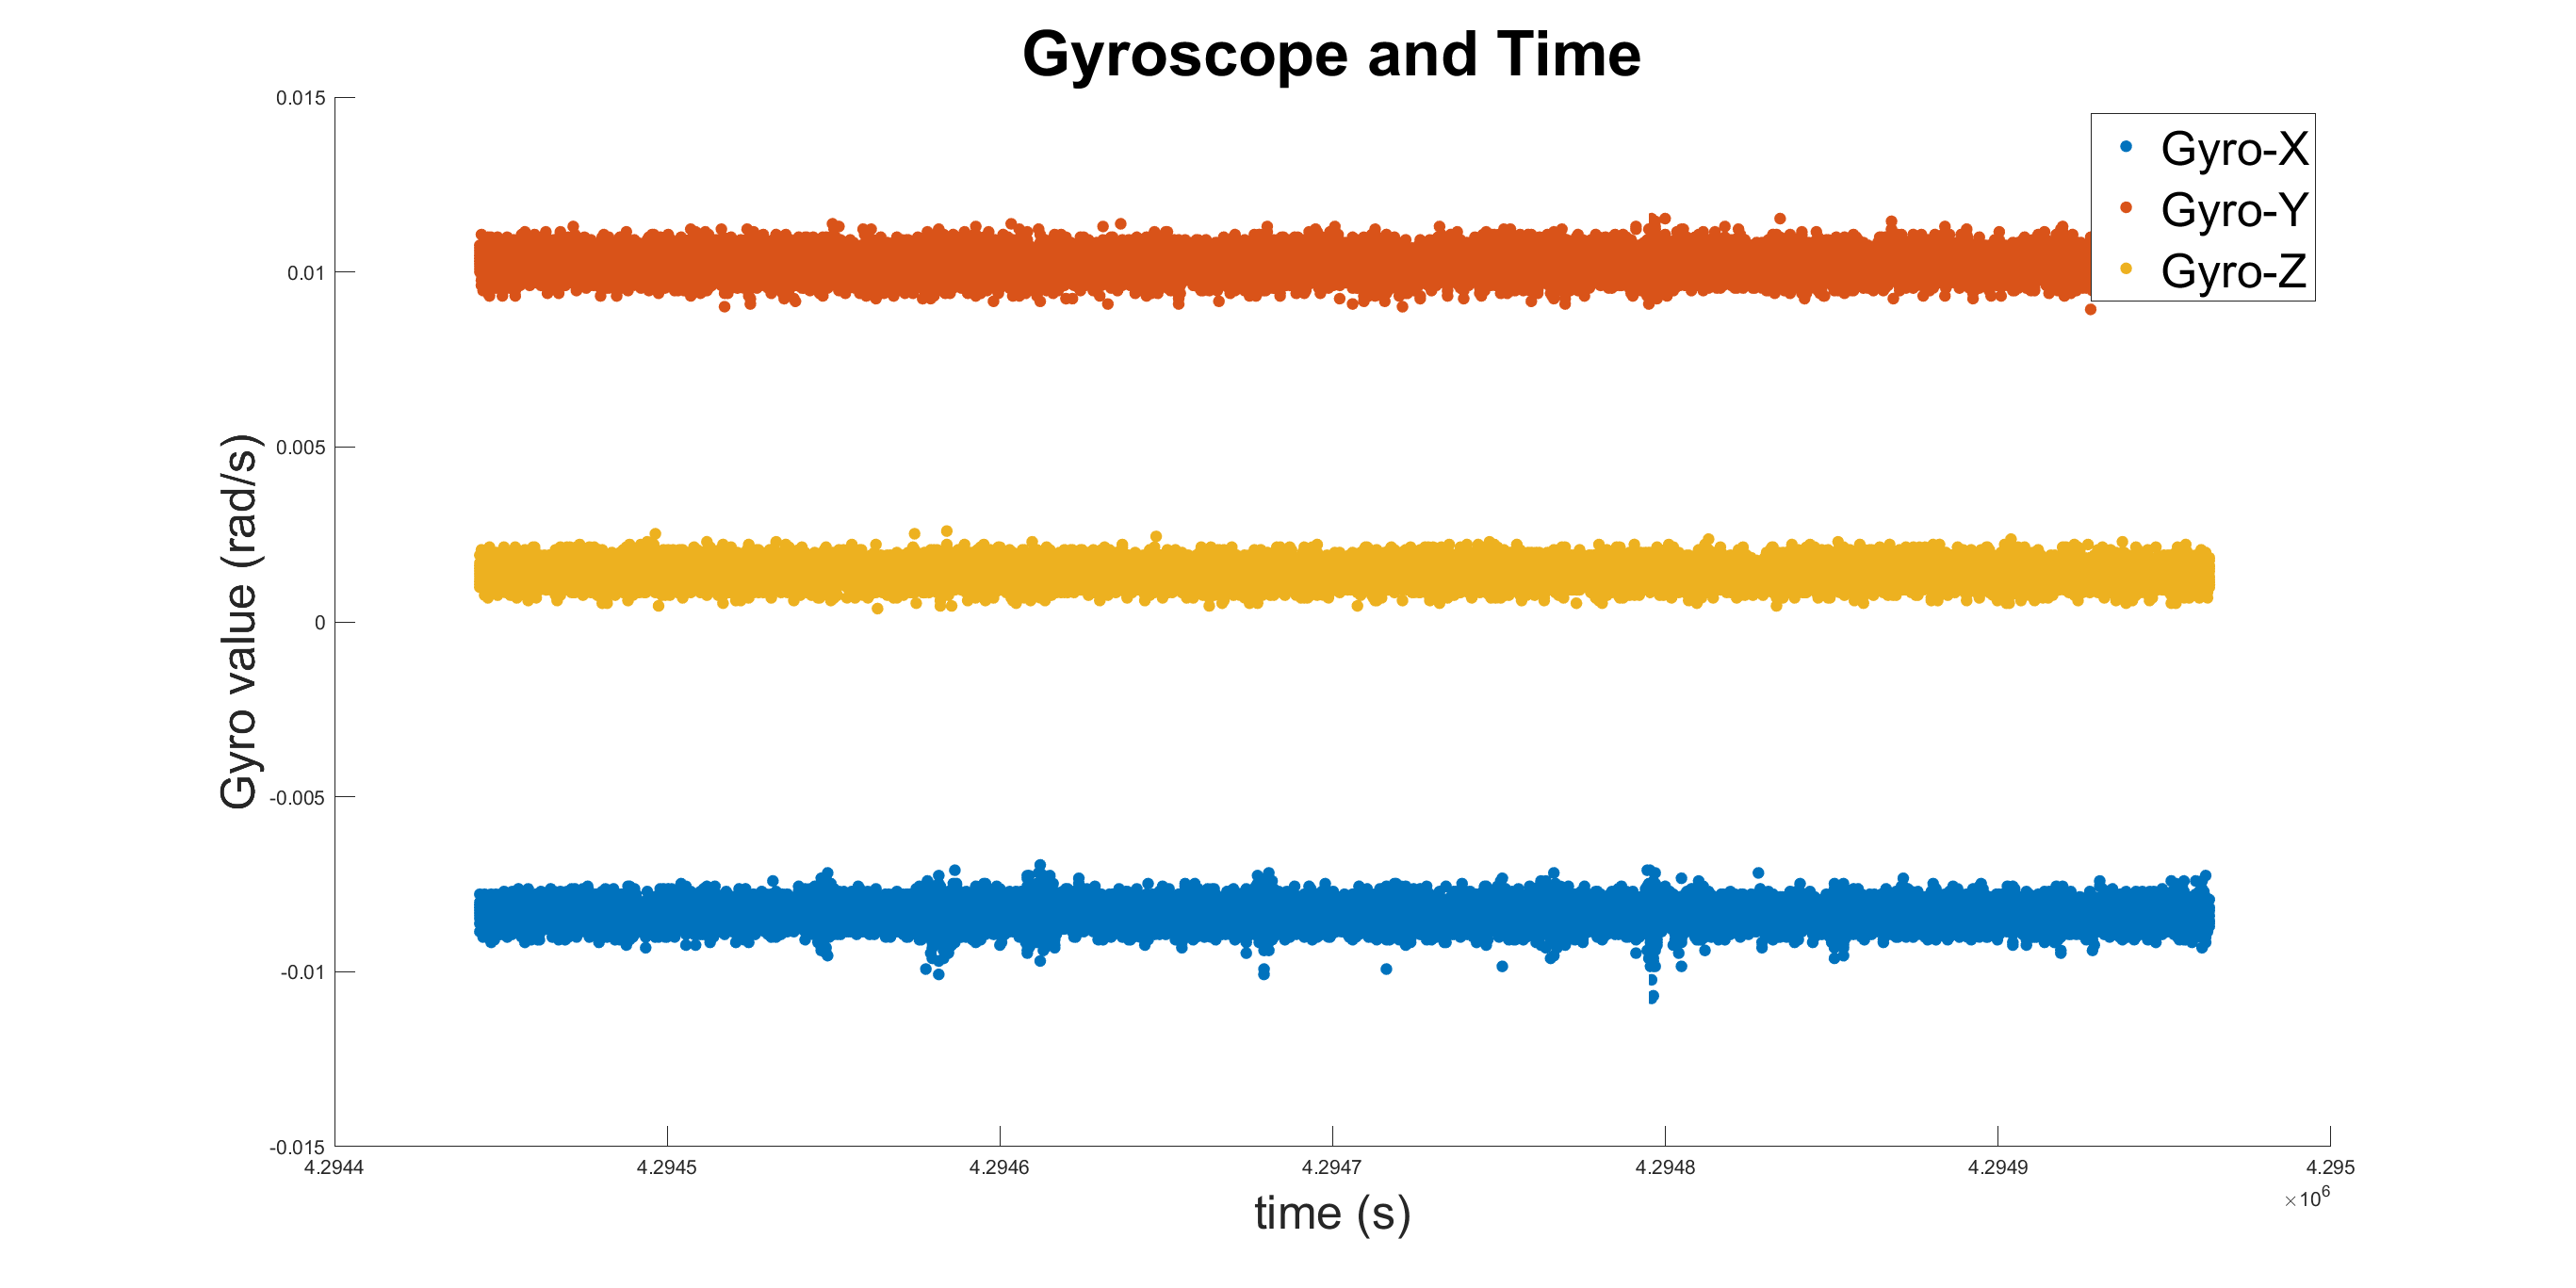 Gyroscope and Time
0.015
0.01
0.005
0
-0.005
-0.01
-0.015
Gyro value (rad/s)
Gyro-X
Gyro-Y
Gyro-Z
4.2944 4.2945 4.2946 4.2947 4.2948 4.2949 4.295
×10⁶
time (s)